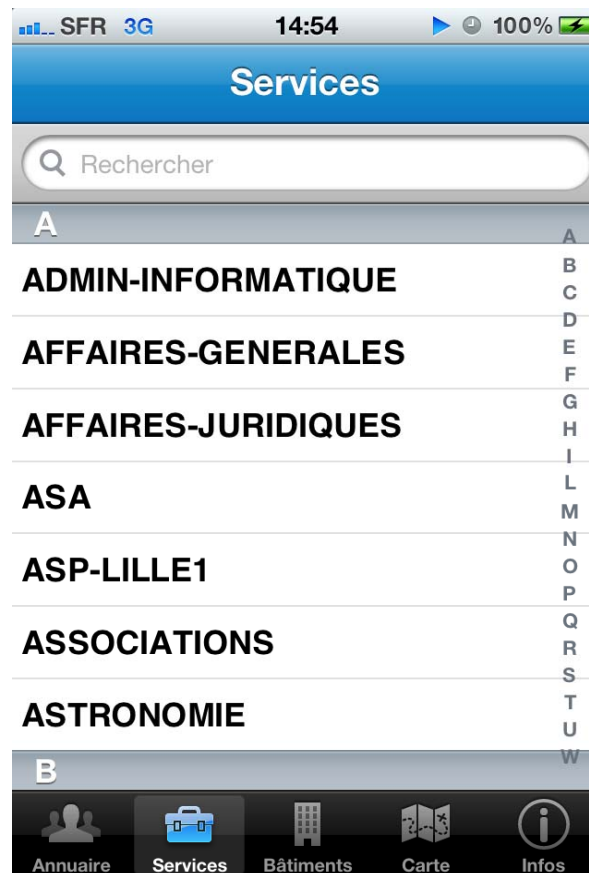 SFR 3G 14:54 100%
Services
Rechercher
A
ADMIN-INFORMATIQUE
AFFAIRES-GENERALES
AFFAIRES-JURIDIQUES
ASA
ASP-LILLE1
ASSOCIATIONS
ASTRONOMIE
B
A
B
C
D
E
F
G
H
I
L
M
N
O
P
Q
R
S
T
U
W
Annuaire Services Bâtiments Carte Infos